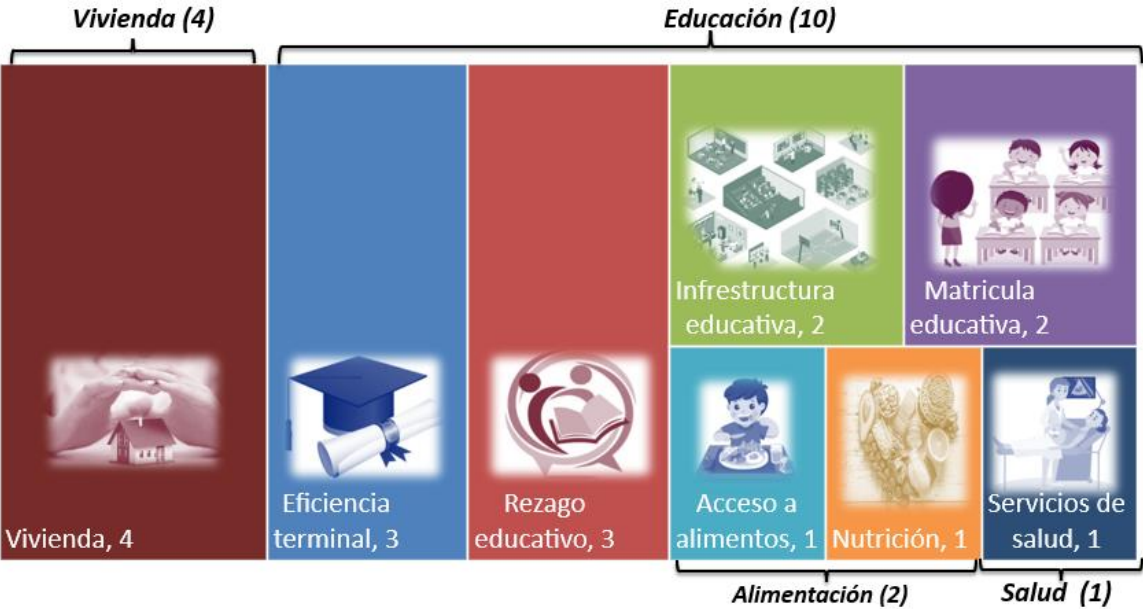 Vivienda (4)
Educación (10)
Vivienda, 4
Eficiencia
terminal, 3
Rezago
educativo, 3
Infrestructura
educativa, 2
Matricula
educativa, 2
Acceso a
alimentos, 1
Nutrición, 1
Servicios de
salud, 1
Alimentación (2)
Salud (1)